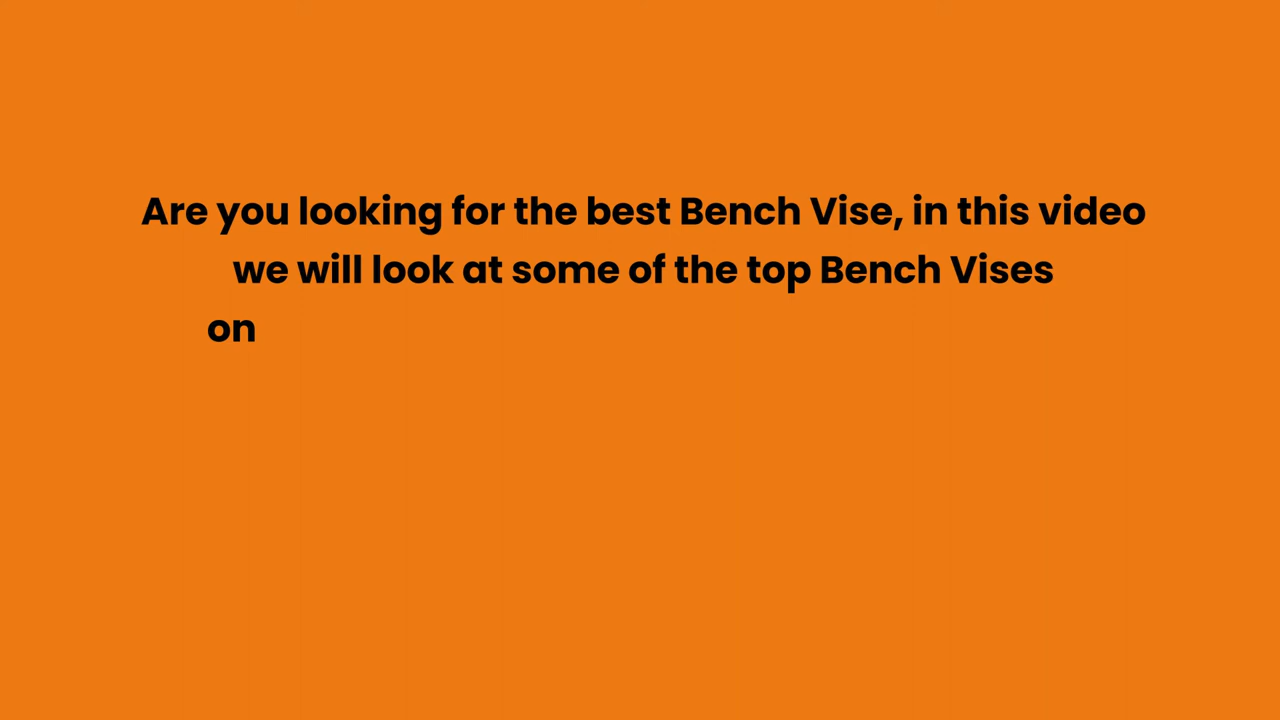 Are you looking for the best Bench Vise, in this video
we will look at some of the top Bench Vises
on